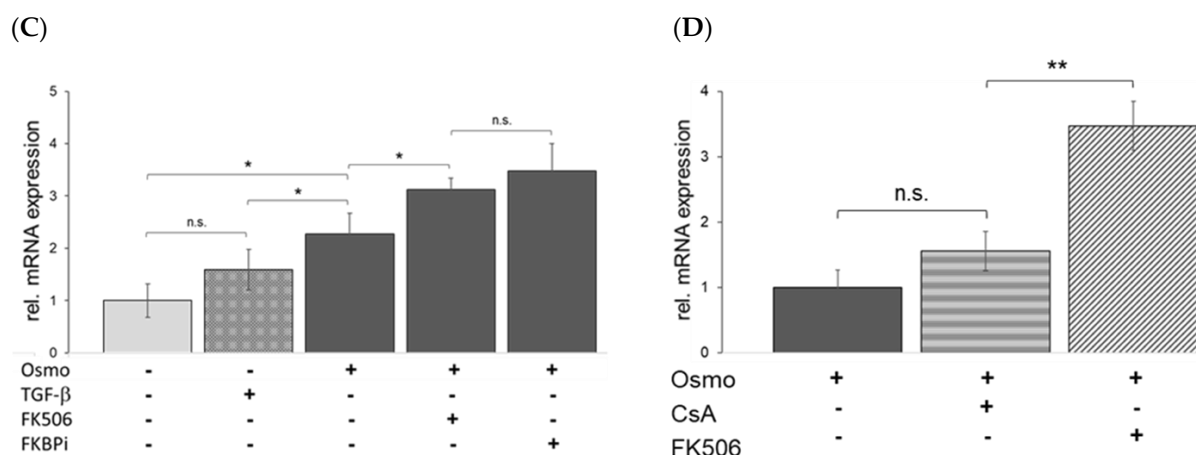 (C)
(D)
rel. mRNA expression
5
4
3
2
1
0
n.s.
*
*
*
n.s.
Osmo - - + + +
TGF-β - + - - -
FK506 - - - + -
FKBPi - - - - +
rel. mRNA expression
4
3
2
1
0
n.s.
**
Osmo + + +
CsA - + -
FK506 - - +